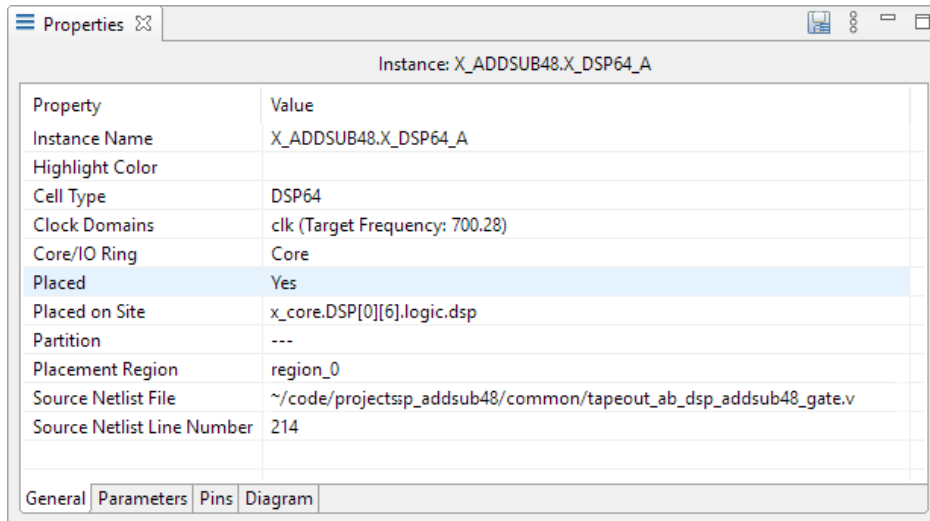 Properties
Instance: X_ADDSUB48.X_DSP64_A
Property Value
Instance Name X_ADDSUB48.X_DSP64_A
Highlight Color
Cell Type DSP64
Clock Domains clk (Target Frequency: 700.28)
Core/IO Ring Core
Placed Yes
Placed on Site x_core.DSP[0][6].logic.dsp
Partition ---
Placement Region region_0
Source Netlist File ~/code/projectssp_addsub48/common/tapeout_ab_dsp_addsub48_gate.v
Source Netlist Line Number 214
General Parameters Pins Diagram